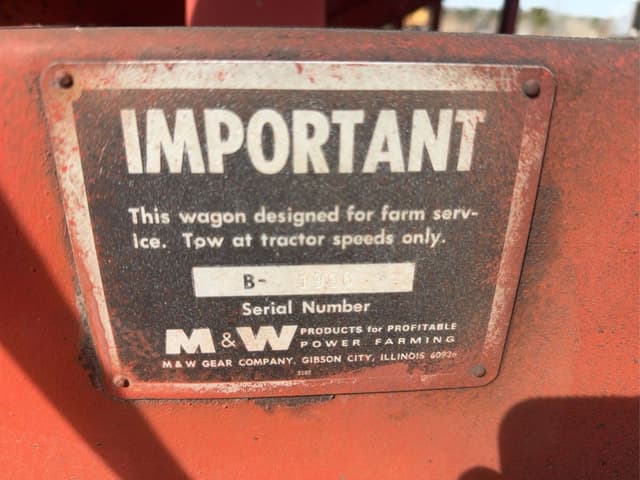 IMPORTANT
This wagon designed for farm serv-
ice. Tow at tractor speeds only.
B-
Serial Number
M & W PRODUCTS for PROFITABLE
POWER FARMING
M & W GEAR COMPANY, GIBSON CITY, ILLINOIS 60936